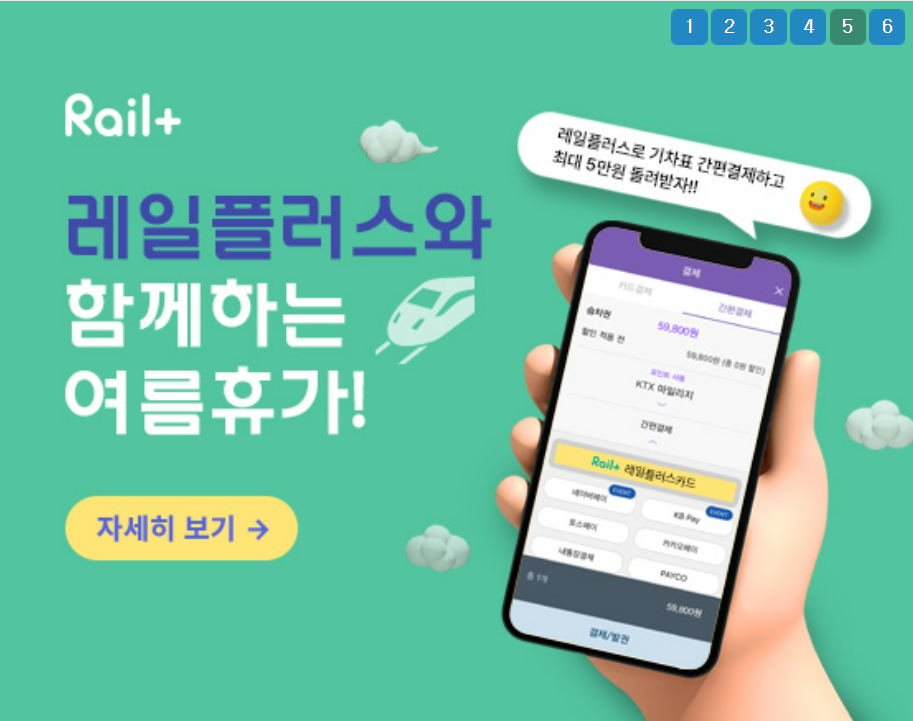 1 2 3 4 5 6
Rail+
레일플러스와
함께하는
여름휴가!
자세히 보기 →
레일플러스로 기차표 간편결제하고
최대 5만원 돌려받자!!
결제 ×
카드결제 간편결제
승차권 59,800원
할인 적용 전 59,800원 (총 0원 할인)
포인트 사용
KTX 마일리지
간편결제
Rail+ 레일플러스카드
네이버페이 EVENT KB Pay EVENT
토스페이 카카오페이
내통장결제 PAYCO
총 1개 59,800원
결제/발권